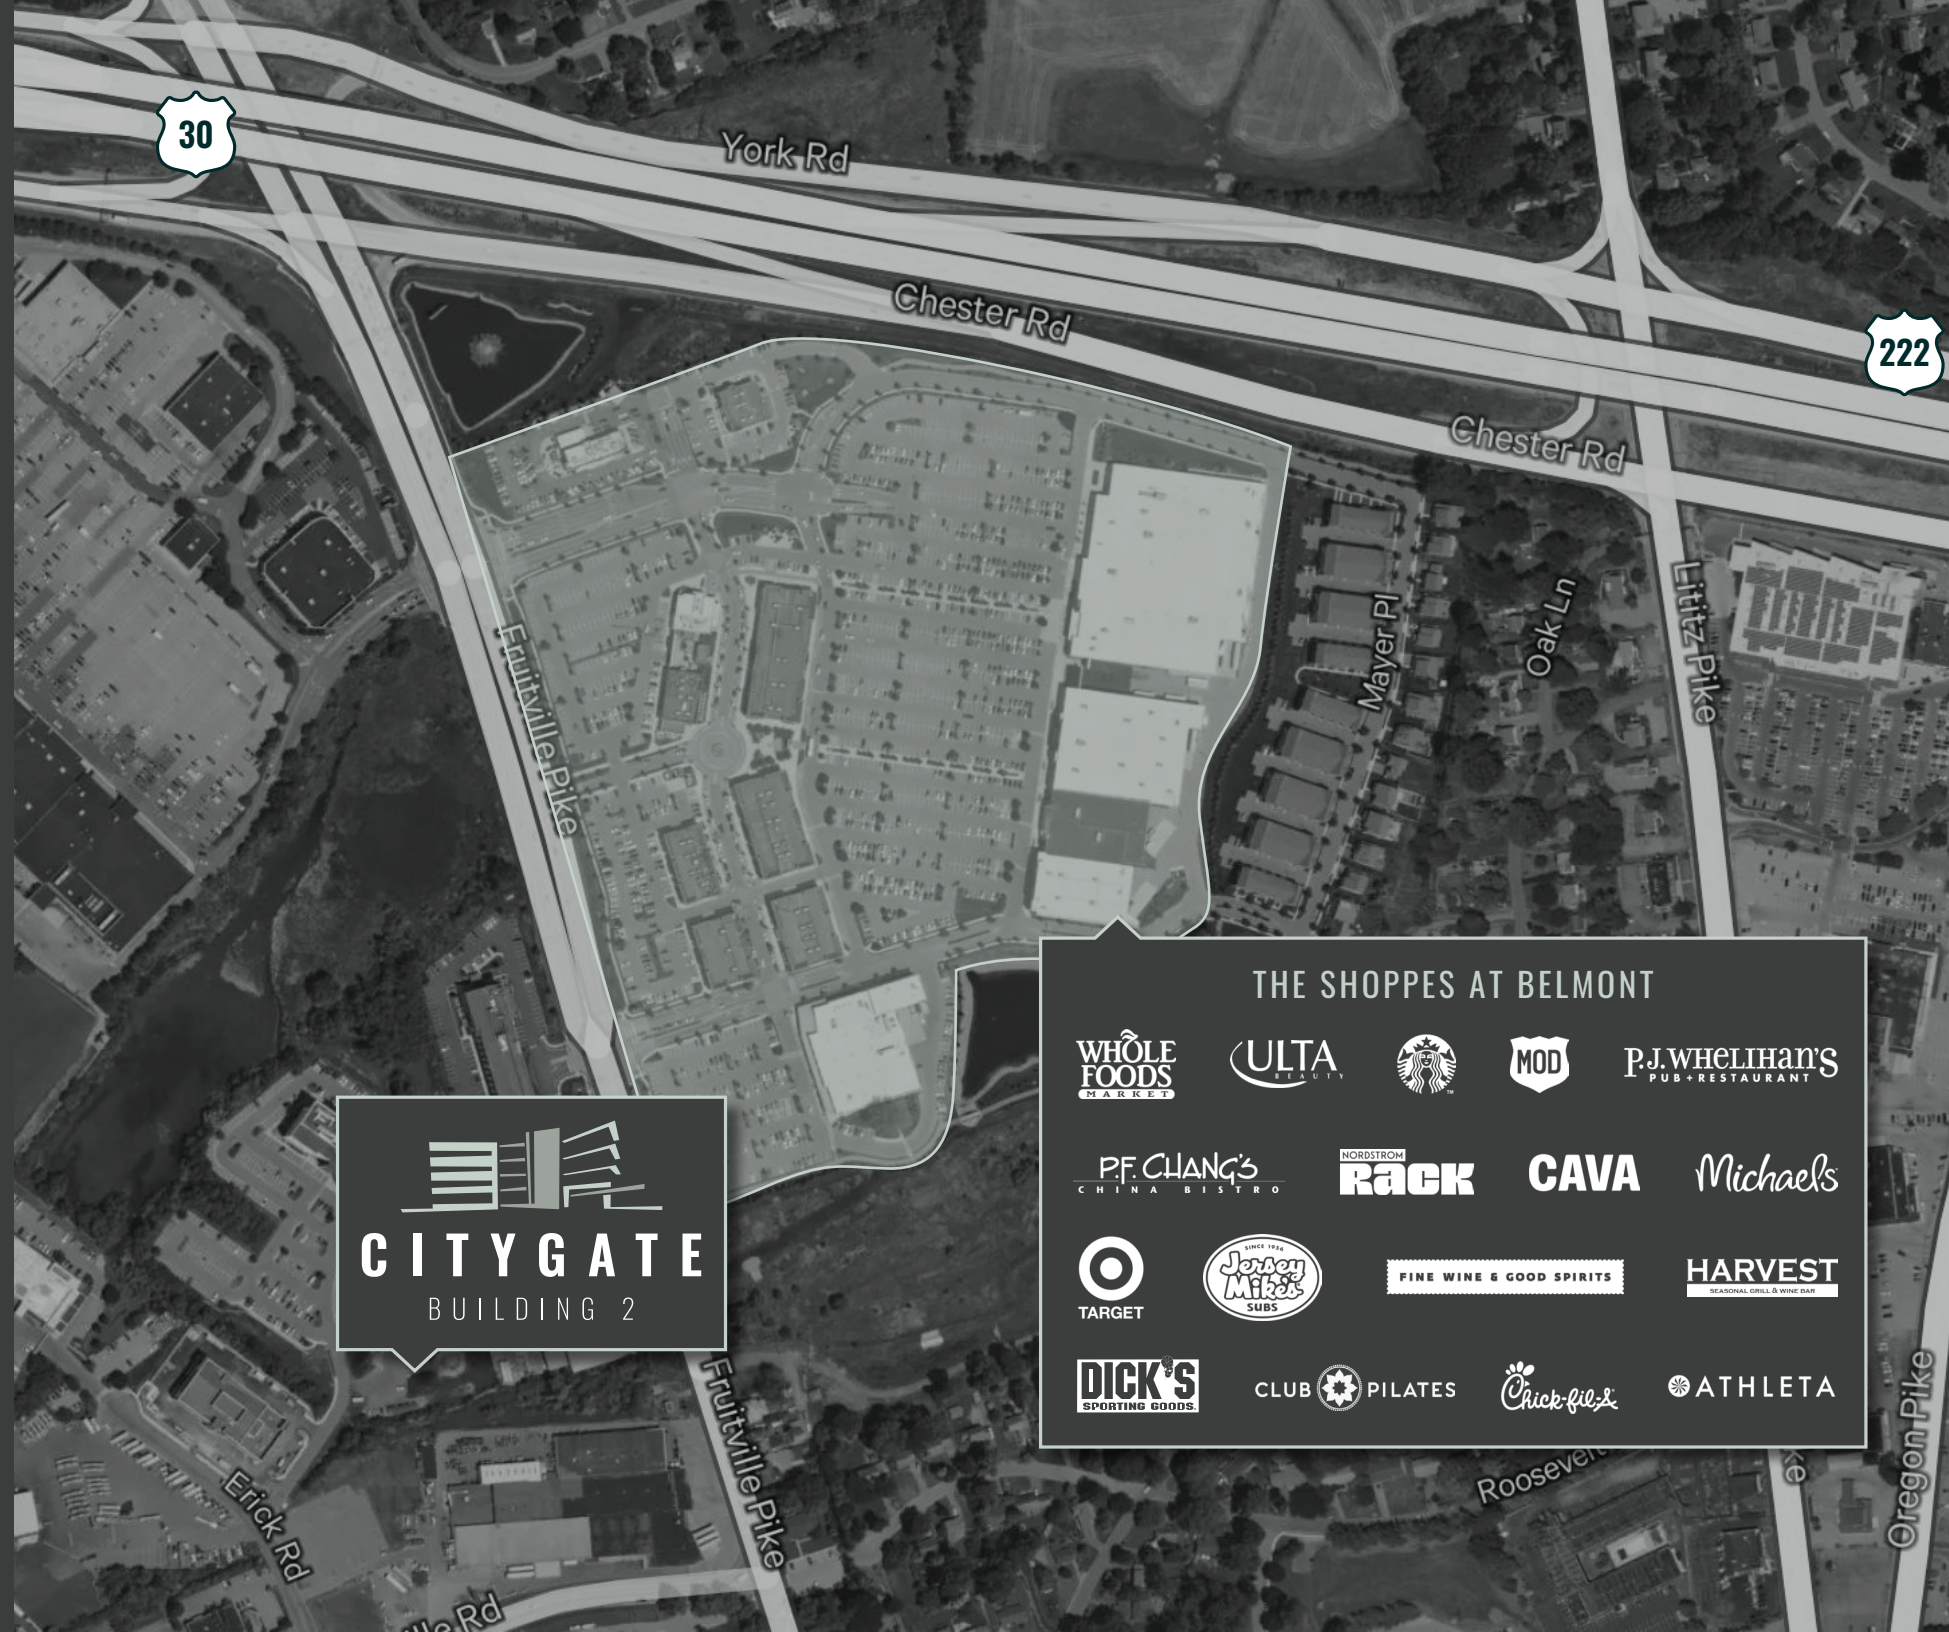 30
York Rd
Chester Rd
222
Chester Rd
Fruitville Pike
Mayer Pl
Oak Ln
Lititz Pike
THE SHOPPES AT BELMONT
WHOLE
FOODS
MARKET
ULTA
BEAUTY
TM
MOD
P.J.WHELIHAN'S
PUB+RESTAURANT
P.F. CHANG'S
CHINA BISTRO
NORDSTROM
RACK
CAVA
Michaels
TARGET
SINCE 1956
Jersey
Mike's
SUBS
FINE WINE & GOOD SPIRITS
HARVEST
SEASONAL GRILL & WINE BAR
DICK'S
SPORTING GOODS
CLUB PILATES
Chick-fil-A
ATHLETA
CITYGATE
BUILDING 2
Fruitville Pike
Erick Rd
Oregon Pike
Rd